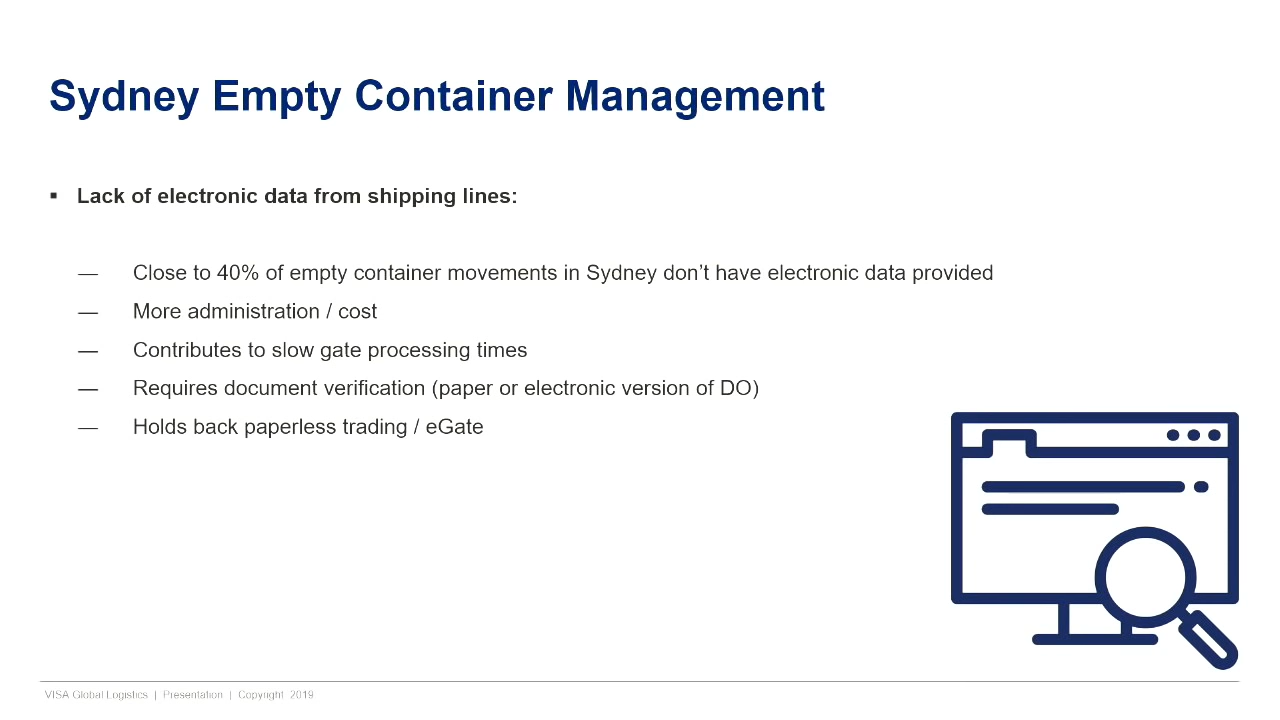 Sydney Empty Container Management
▪ Lack of electronic data from shipping lines:
— Close to 40% of empty container movements in Sydney don’t have electronic data provided
— More administration / cost
— Contributes to slow gate processing times
— Requires document verification (paper or electronic version of DO)
— Holds back paperless trading / eGate
VISA Global Logistics | Presentation | Copyright 2019